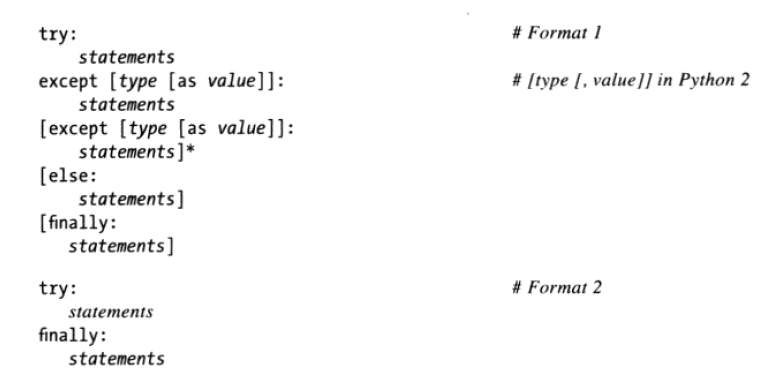 try: # Format 1
    statements
except [type [as value]]: # [type [, value]] in Python 2
    statements
[except [type [as value]]:
    statements]*
[else:
    statements]
[finally:
    statements]
try: # Format 2
    statements
finally:
    statements